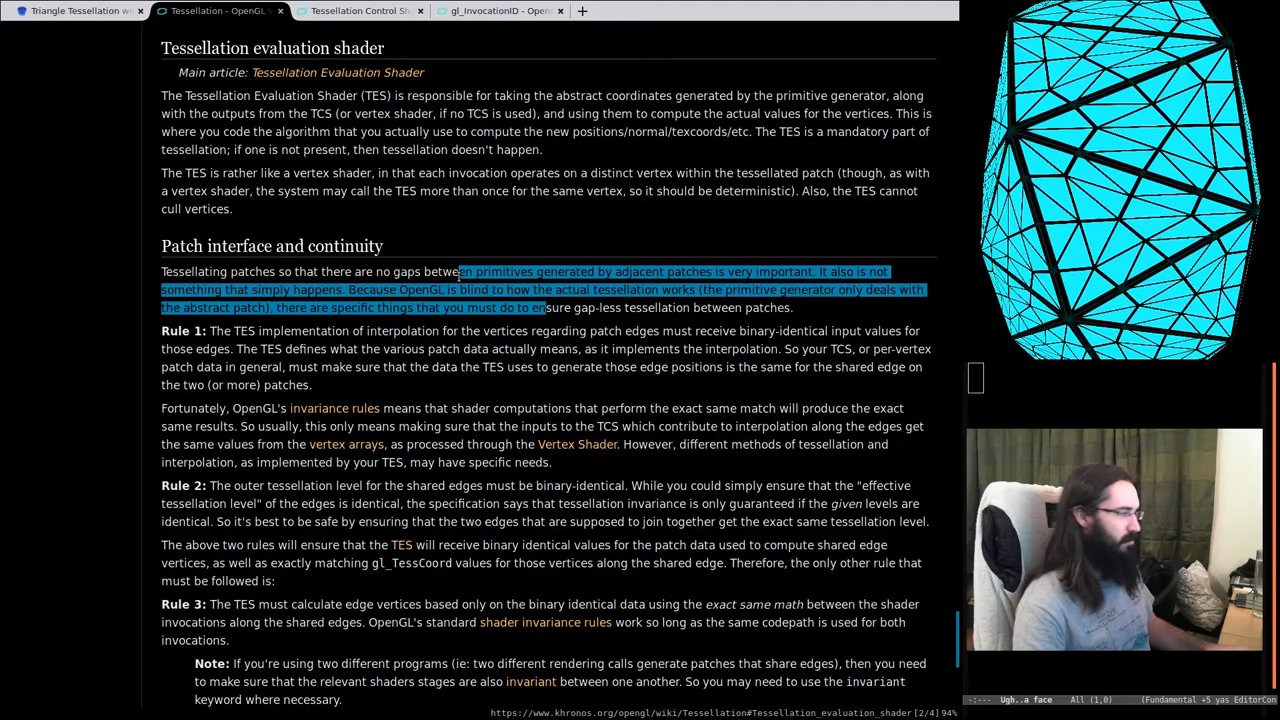 Triangle Tessellation wi
Tessellation - OpenGL
Tessellation Control Sh
gl_InvocationID - OpenG
Tessellation evaluation shader
Main article: Tessellation Evaluation Shader
The Tessellation Evaluation Shader (TES) is responsible for taking the abstract coordinates generated by the primitive generator, along
with the outputs from the TCS (or vertex shader, if no TCS is used), and using them to compute the actual values for the vertices. This is
where you code the algorithm that you actually use to compute the new positions/normal/texcoords/etc. The TES is a mandatory part of
tessellation; if one is not present, then tessellation doesn't happen.
The TES is rather like a vertex shader, in that each invocation operates on a distinct vertex within the tessellated patch (though, as with
a vertex shader, the system may call the TES more than once for the same vertex, so it should be deterministic). Also, the TES cannot
cull vertices.
Patch interface and continuity
Tessellating patches so that there are no gaps between primitives generated by adjacent patches is very important. It also is not
something that simply happens. Because OpenGL is blind to how the actual tessellation works (the primitive generator only deals with
the abstract patch), there are specific things that you must do to ensure gap-less tessellation between patches.
Rule 1: The TES implementation of interpolation for the vertices regarding patch edges must receive binary-identical input values for
those edges. The TES defines what the various patch data actually means, as it implements the interpolation. So your TCS, or per-vertex
patch data in general, must make sure that the data the TES uses to generate those edge positions is the same for the shared edge on
the two (or more) patches.
Fortunately, OpenGL's invariance rules means that shader computations that perform the exact same match will produce the exact
same results. So usually, this only means making sure that the inputs to the TCS which contribute to interpolation along the edges get
the same values from the vertex arrays, as processed through the Vertex Shader. However, different methods of tessellation and
interpolation, as implemented by your TES, may have specific needs.
Rule 2: The outer tessellation level for the shared edges must be binary-identical. While you could simply ensure that the "effective
tessellation level" of the edges is identical, the specification says that tessellation invariance is only guaranteed if the given levels are
identical. So it's best to be safe by ensuring that the two edges that are supposed to join together get the exact same tessellation level.
The above two rules will ensure that the TES will receive binary identical values for the patch data used to compute shared edge
vertices, as well as exactly matching gl_TessCoord values for those vertices along the shared edge. Therefore, the only other rule that
must be followed is:
Rule 3: The TES must calculate edge vertices based only on the binary identical data using the exact same math between the shader
invocations along the shared edges. OpenGL's standard shader invariance rules work so long as the same codepath is used for both
invocations.
Note: If you're using two different programs (ie: two different rendering calls generate patches that share edges), then you need
to make sure that the relevant shaders stages are also invariant between one another. So you may need to use the invariant
keyword where necessary.
https://www.khronos.org/opengl/wiki/Tessellation#Tessellation_evaluation_shader [2/4] 94%
-:--- Ugh..a face All (1,0) (Fundamental +5 yas EditorCon